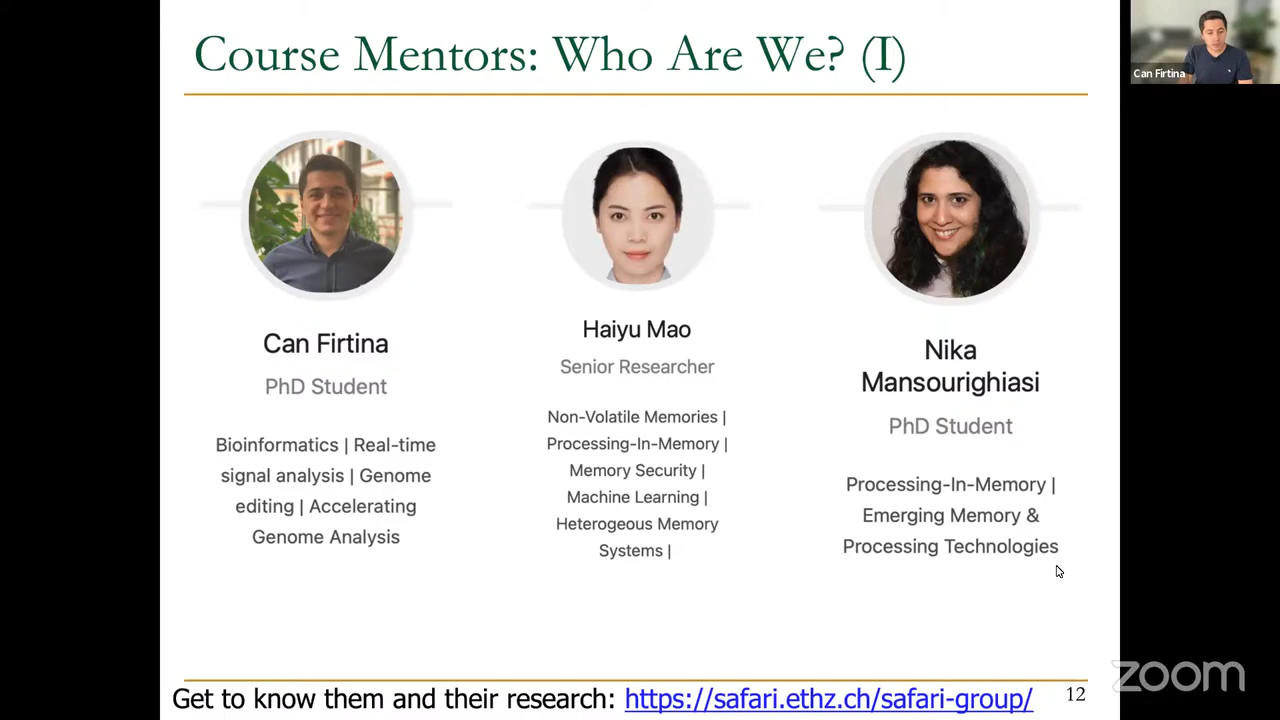 Course Mentors: Who Are We? (I)
Can Firtina
Can Firtina
PhD Student
Bioinformatics | Real-time
signal analysis | Genome
editing | Accelerating
Genome Analysis
Haiyu Mao
Senior Researcher
Non-Volatile Memories |
Processing-In-Memory |
Memory Security |
Machine Learning |
Heterogeous Memory
Systems |
Nika
Mansourighiasi
PhD Student
Processing-In-Memory |
Emerging Memory &
Processing Technologies
Get to know them and their research: https://safari.ethz.ch/safari-group/
12
zoom